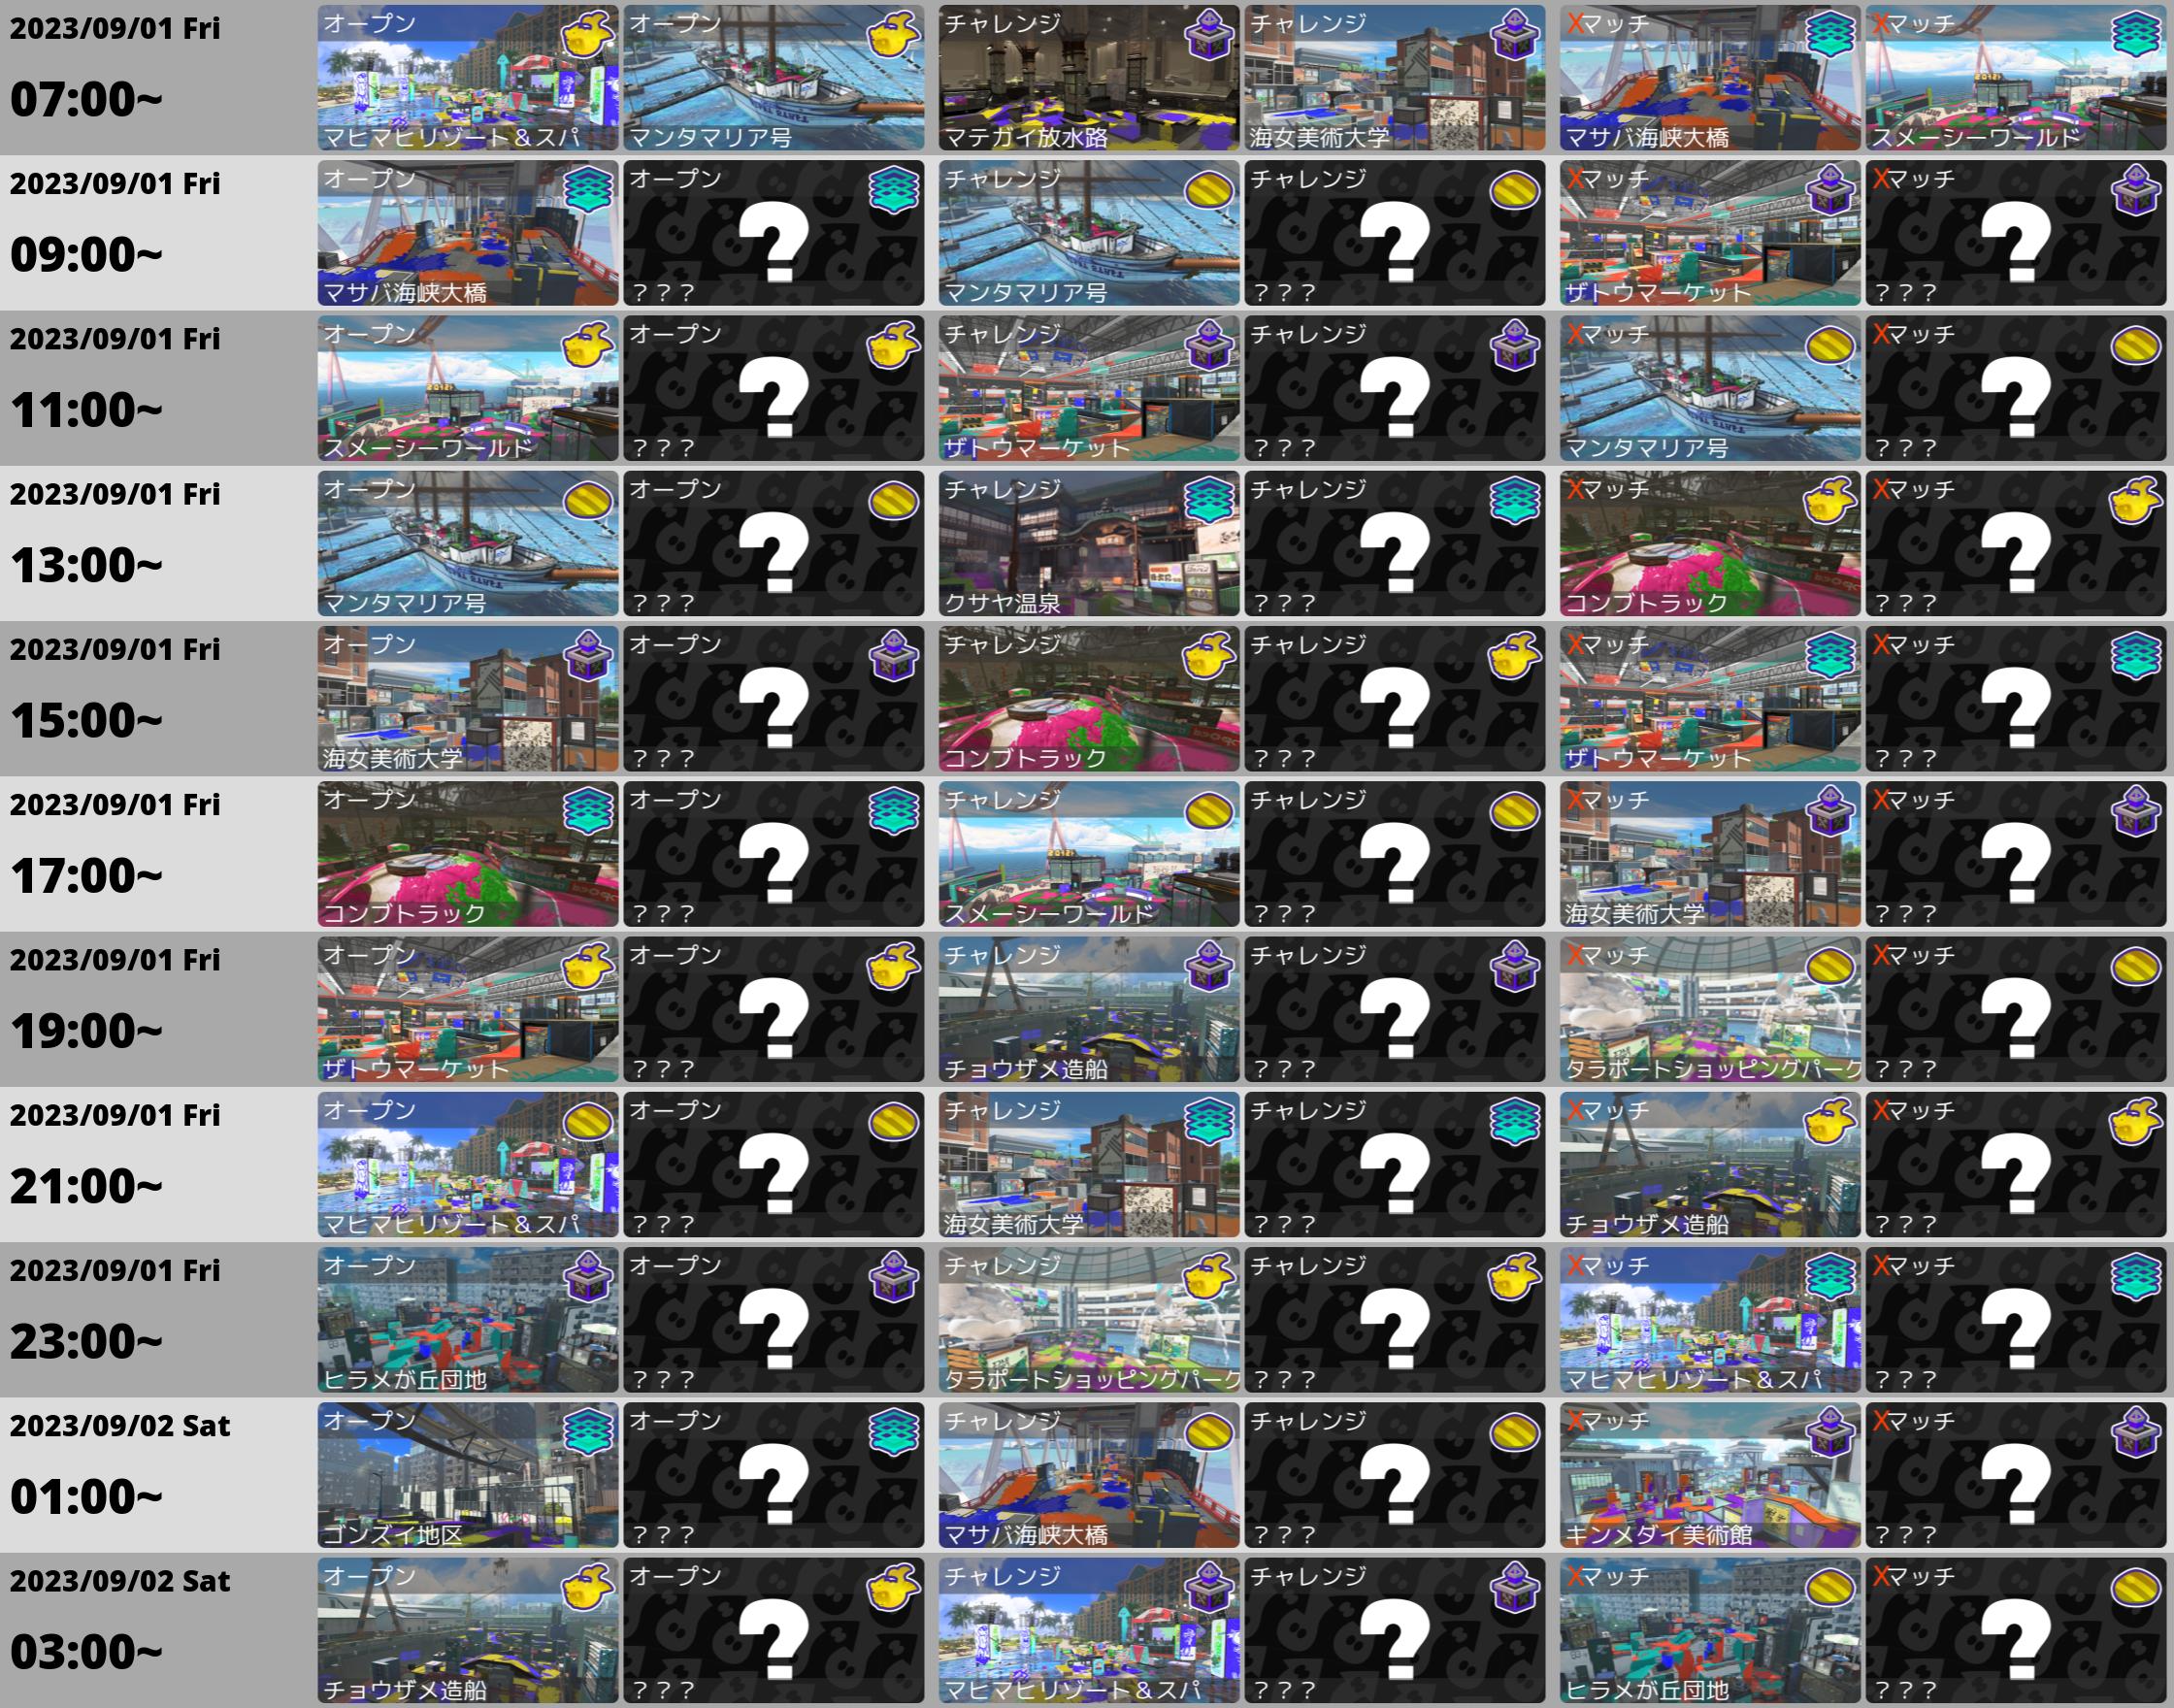 2023/09/01 Fri
07:00~
オープン
マヒマヒリゾート＆スパ
オープン
マンタマリア号
チャレンジ
マテガイ放水路
チャレンジ
海女美術大学
Xマッチ
マサバ海峡大橋
Xマッチ
スメーシーワールド
2023/09/01 Fri
09:00~
オープン
マサバ海峡大橋
オープン
？？？
チャレンジ
マンタマリア号
チャレンジ
？？？
Xマッチ
ザトウマーケット
Xマッチ
？？？
2023/09/01 Fri
11:00~
オープン
スメーシーワールド
オープン
？？？
チャレンジ
ザトウマーケット
チャレンジ
？？？
Xマッチ
マンタマリア号
Xマッチ
？？？
2023/09/01 Fri
13:00~
オープン
マンタマリア号
オープン
？？？
チャレンジ
クサヤ温泉
チャレンジ
？？？
Xマッチ
コンブトラック
Xマッチ
？？？
2023/09/01 Fri
15:00~
オープン
海女美術大学
オープン
？？？
チャレンジ
コンブトラック
チャレンジ
？？？
Xマッチ
ザトウマーケット
Xマッチ
？？？
2023/09/01 Fri
17:00~
オープン
コンブトラック
オープン
？？？
チャレンジ
スメーシーワールド
チャレンジ
？？？
Xマッチ
海女美術大学
Xマッチ
？？？
2023/09/01 Fri
19:00~
オープン
ザトウマーケット
オープン
？？？
チャレンジ
チョウザメ造船
チャレンジ
？？？
Xマッチ
タラポートショッピングパーク
Xマッチ
？？？
2023/09/01 Fri
21:00~
オープン
マヒマヒリゾート＆スパ
オープン
？？？
チャレンジ
海女美術大学
チャレンジ
？？？
Xマッチ
チョウザメ造船
Xマッチ
？？？
2023/09/01 Fri
23:00~
オープン
ヒラメが丘団地
オープン
？？？
チャレンジ
タラポートショッピングパーク
チャレンジ
？？？
Xマッチ
マヒマヒリゾート＆スパ
Xマッチ
？？？
2023/09/02 Sat
01:00~
オープン
ゴンズイ地区
オープン
？？？
チャレンジ
マサバ海峡大橋
チャレンジ
？？？
Xマッチ
キンメダイ美術館
Xマッチ
？？？
2023/09/02 Sat
03:00~
オープン
チョウザメ造船
オープン
？？？
チャレンジ
マヒマヒリゾート＆スパ
チャレンジ
？？？
Xマッチ
ヒラメが丘団地
Xマッチ
？？？